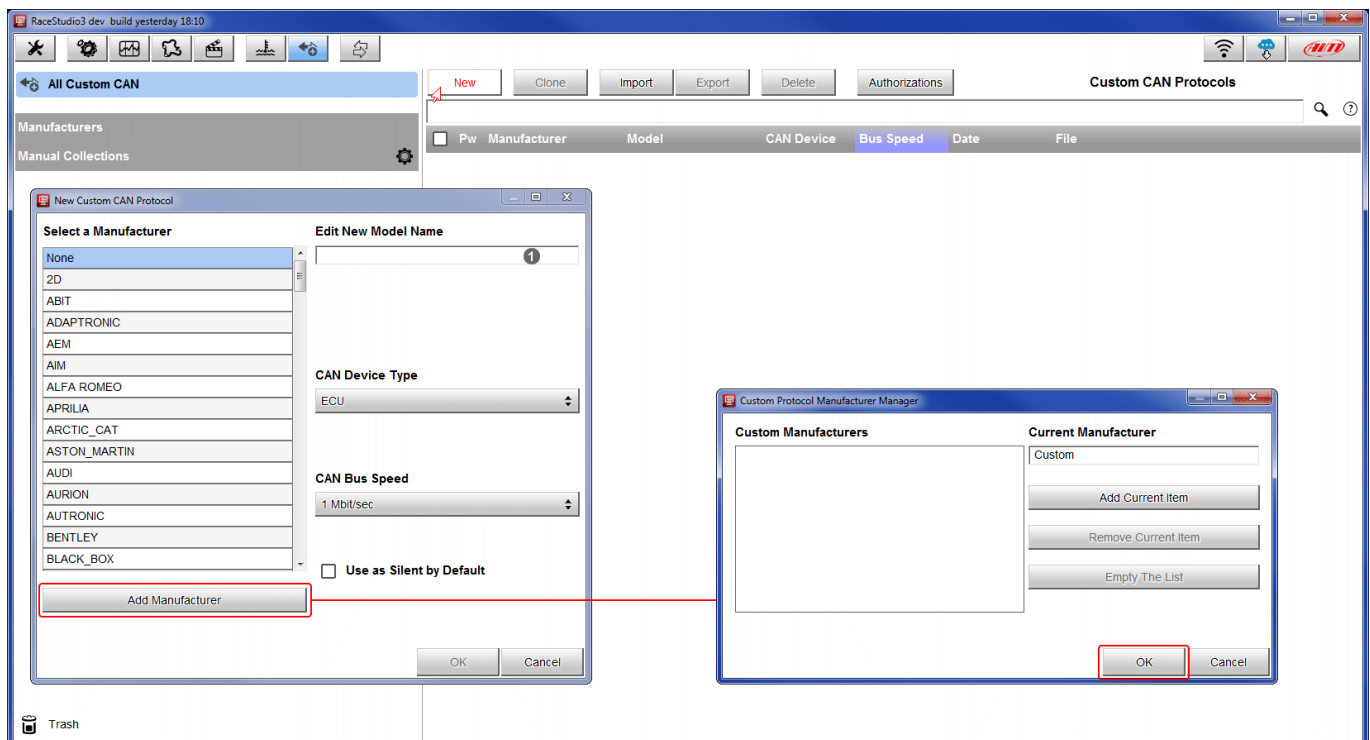 RaceStudio3 dev build yesterday 18:10
AiM
All Custom CAN
New Clone Import Export Delete Authorizations Custom CAN Protocols
Manufacturers
Manual Collections
Pw Manufacturer Model CAN Device Bus Speed Date File
New Custom CAN Protocol
Select a Manufacturer
None
2D
ABIT
ADAPTRONIC
AEM
AIM
ALFA ROMEO
APRILIA
ARCTIC_CAT
ASTON_MARTIN
AUDI
AURION
AUTRONIC
BENTLEY
BLACK_BOX
Add Manufacturer
Edit New Model Name
1
CAN Device Type
ECU
CAN Bus Speed
1 Mbit/sec
Use as Silent by Default
OK Cancel
Custom Protocol Manufacturer Manager
Custom Manufacturers
Current Manufacturer
Custom
Add Current Item
Remove Current Item
Empty The List
OK Cancel
Trash